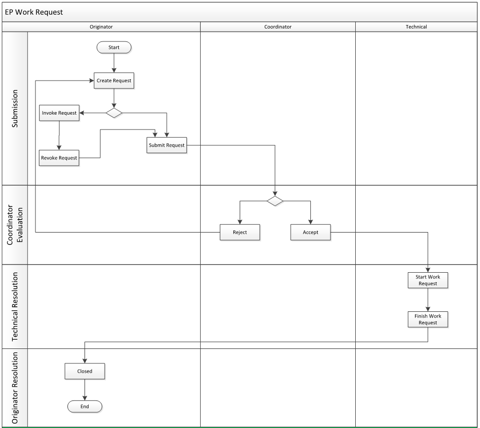 EP Work Request
Originator
Coordinator
Technical
Submission
Start
Create Request
Invoke Request
Submit Request
Revoke Request
Coordinator
Evaluation
Reject
Accept
Technical Resolution
Start Work
Request
Finish Work
Request
Originator Resolution
Closed
End